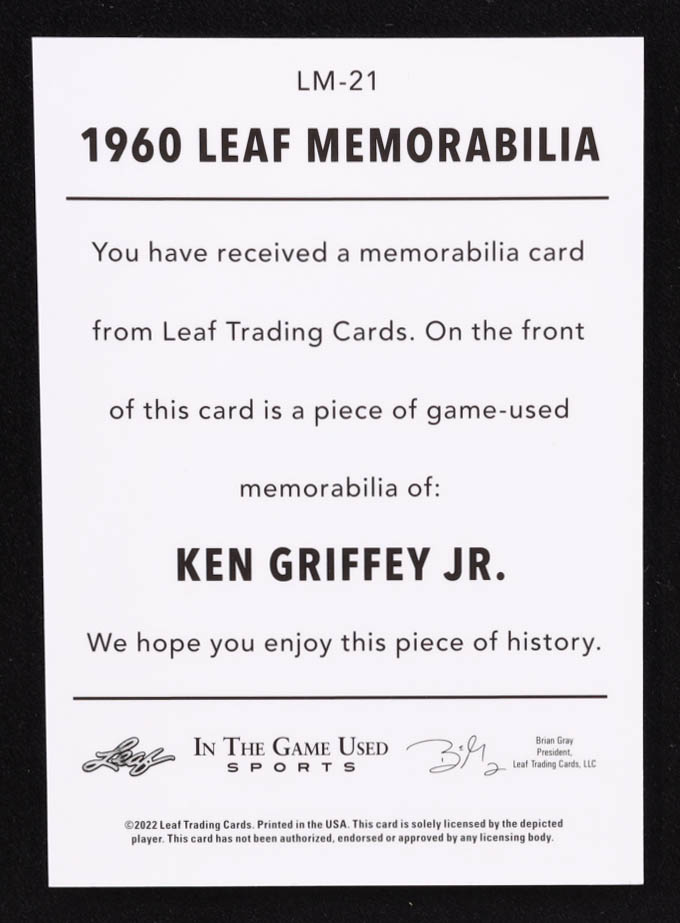 LM-21
1960 LEAF MEMORABILIA
You have received a memorabilia card
from Leaf Trading Cards. On the front
of this card is a piece of game-used
memorabilia of:
KEN GRIFFEY JR.
We hope you enjoy this piece of history.
Leaf
IN THE GAME USED
SPORTS
Brian Gray
President,
Leaf Trading Cards, LLC
©2022 Leaf Trading Cards. Printed in the USA. This card is solely licensed by the depicted
player. This card has not been authorized, endorsed or approved by any licensing body.